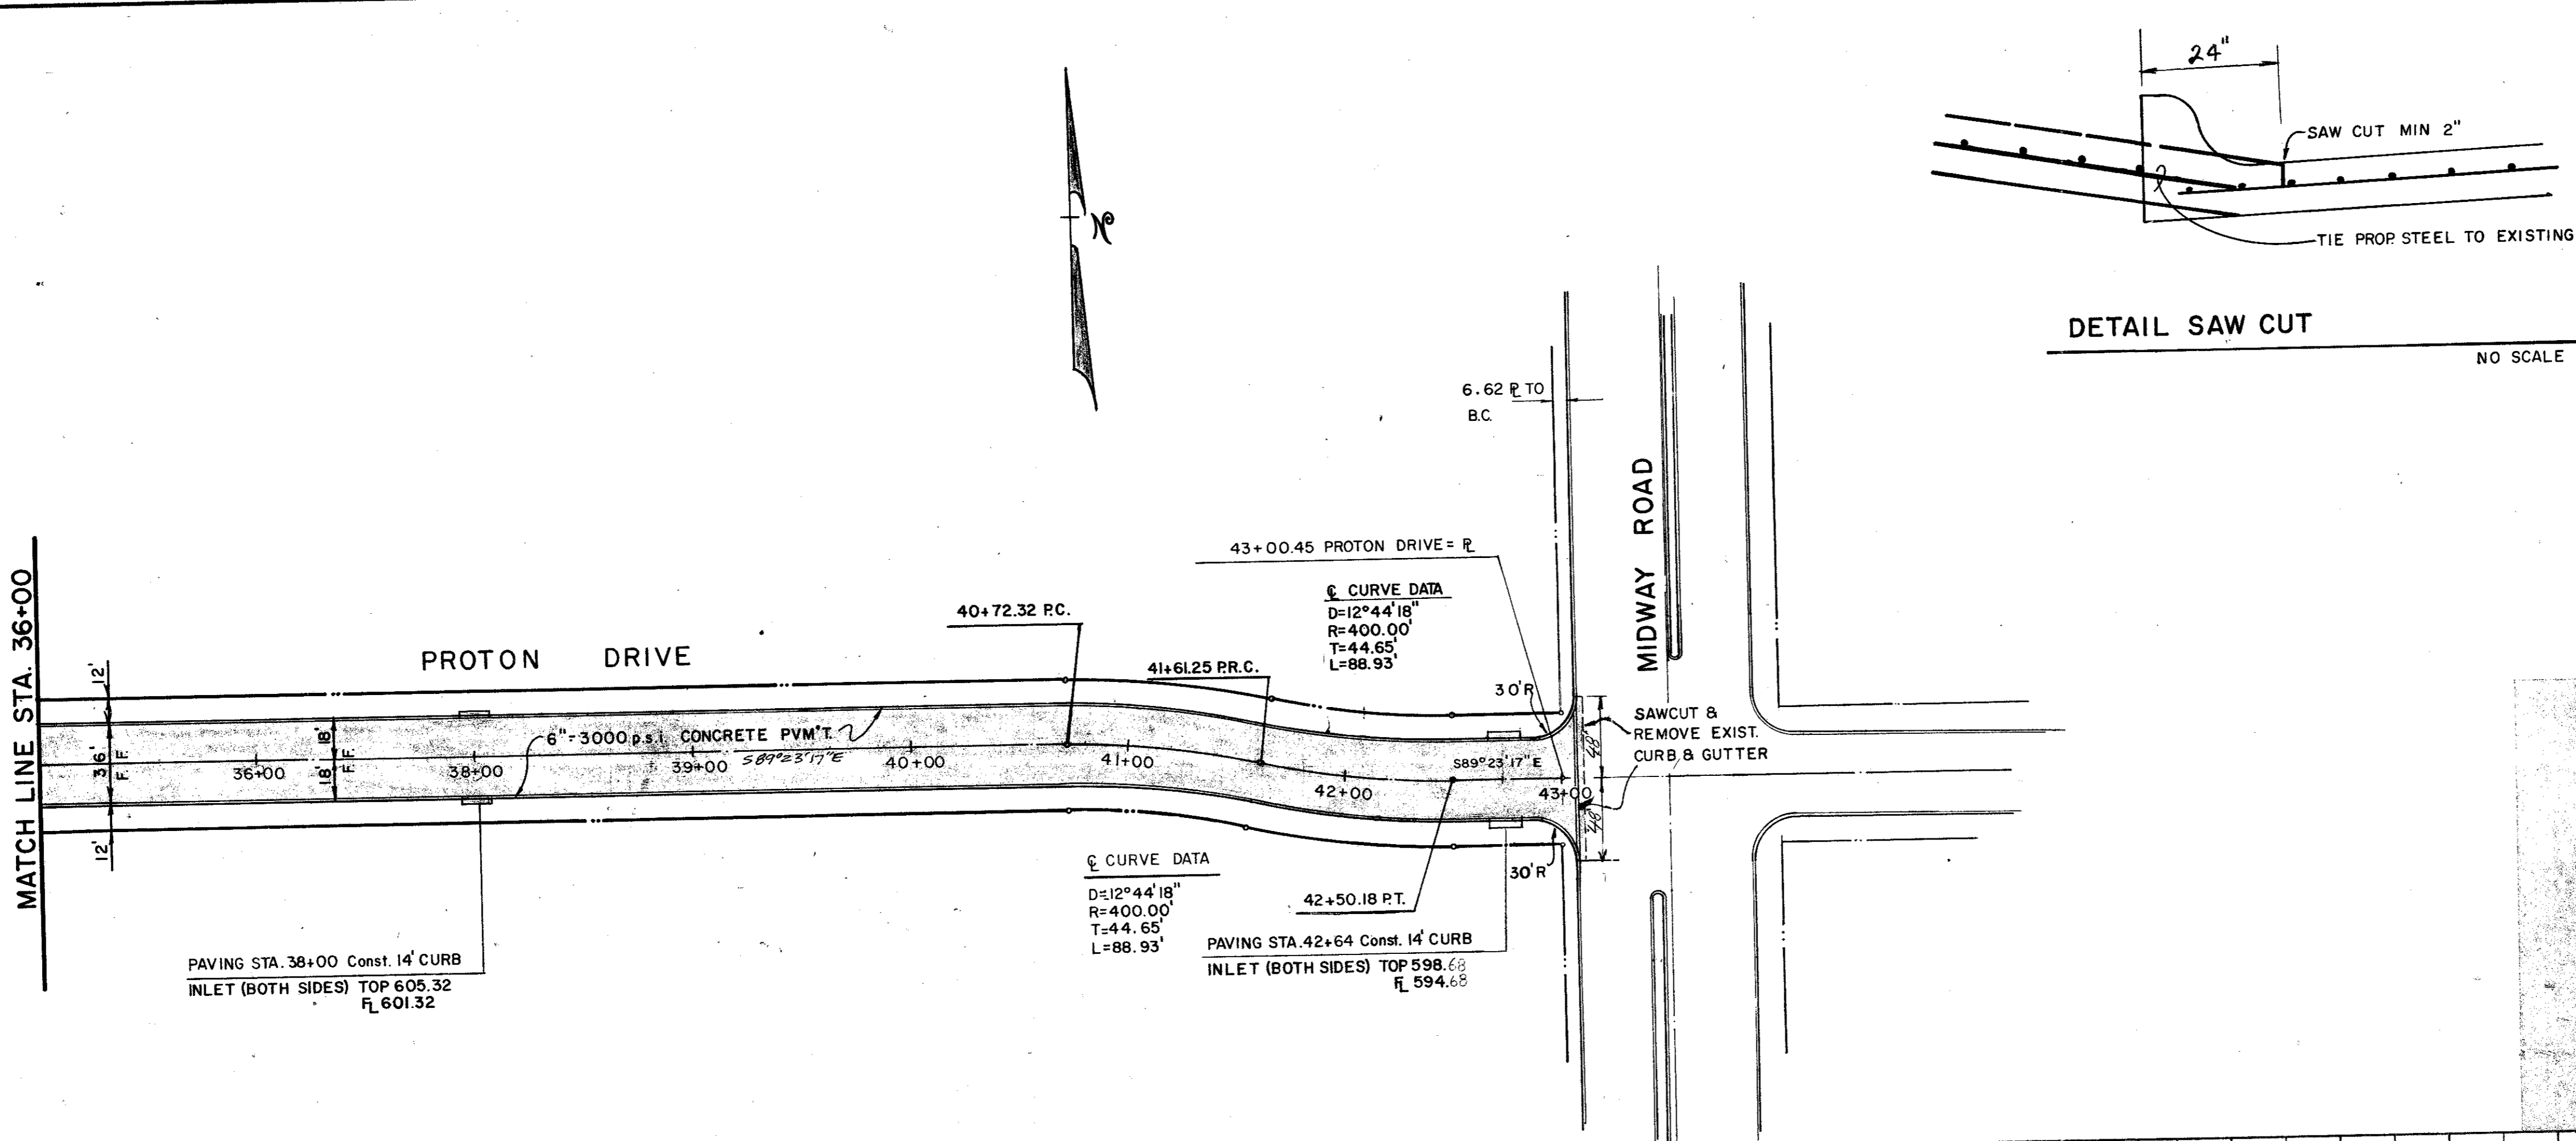 24"
SAW CUT MIN 2"
TIE PROP. STEEL TO EXISTING
DETAIL SAW CUT
NO SCALE
N
6.62 PL TO
B.C.
MIDWAY ROAD
43+00.45 PROTON DRIVE = PL
CL CURVE DATA
D=12°44'18"
R=400.00'
T=44.65'
L=88.93'
40+72.32 P.C.
41+61.25 P.R.C.
PROTON DRIVE
MATCH LINE STA. 36+00
12'
36'
F.F.
12'
18'
F.F.
18'
6"-3000 p.s.i. CONCRETE PVM'T.
S89°23'17"E
36+00
38+00
39+00
40+00
41+00
42+00
43+00
S89°23'17"E
30'R
30'R
48'
48'
SAWCUT &
REMOVE EXIST.
CURB & GUTTER
CL CURVE DATA
D=12°44'18"
R=400.00'
T=44.65'
L=88.93'
42+50.18 P.T.
PAVING STA. 38+00 Const. 14' CURB
INLET (BOTH SIDES) TOP 605.32
FL 601.32
PAVING STA. 42+64 Const. 14' CURB
INLET (BOTH SIDES) TOP 598.68
FL 594.68